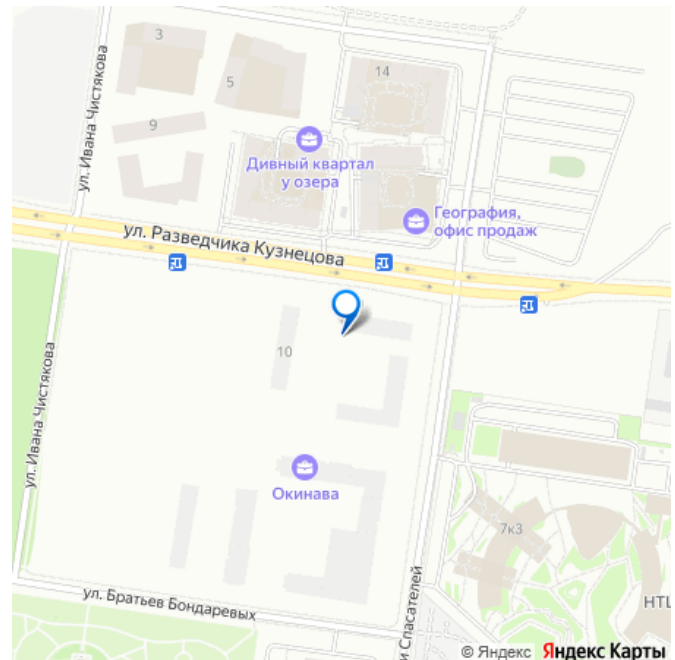 3
14
5
ул. Ивана Чистякова
9
Дивный квартал
у озера
География,
офис продаж
ул. Разведчика Кузнецова
10
ул. Ивана Чистякова
Окинава
7к3
НТЦ
ул. Братьев Бондаревых
и Спасателей
© Яндекс Яндекс Карты